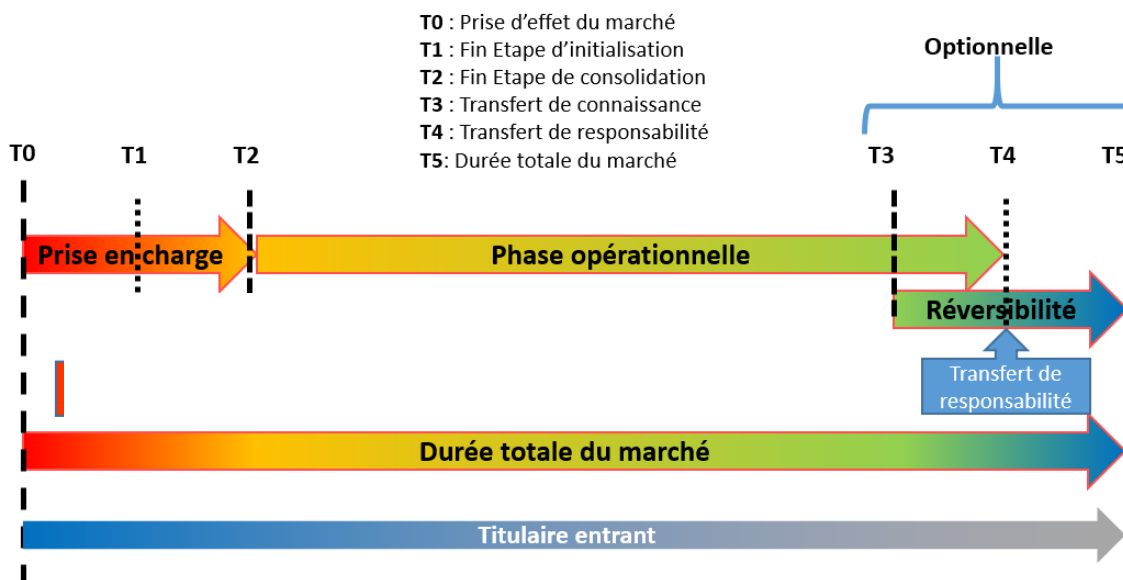 T0 : Prise d’effet du marché
T1 : Fin Etape d’initialisation
T2 : Fin Etape de consolidation
T3 : Transfert de connaissance
T4 : Transfert de responsabilité
T5: Durée totale du marché
Optionnelle
T0
T1
T2
T3
T4
T5
Prise en charge
Phase opérationnelle
Réversibilité
Transfert de
responsabilité
Durée totale du marché
Titulaire entrant